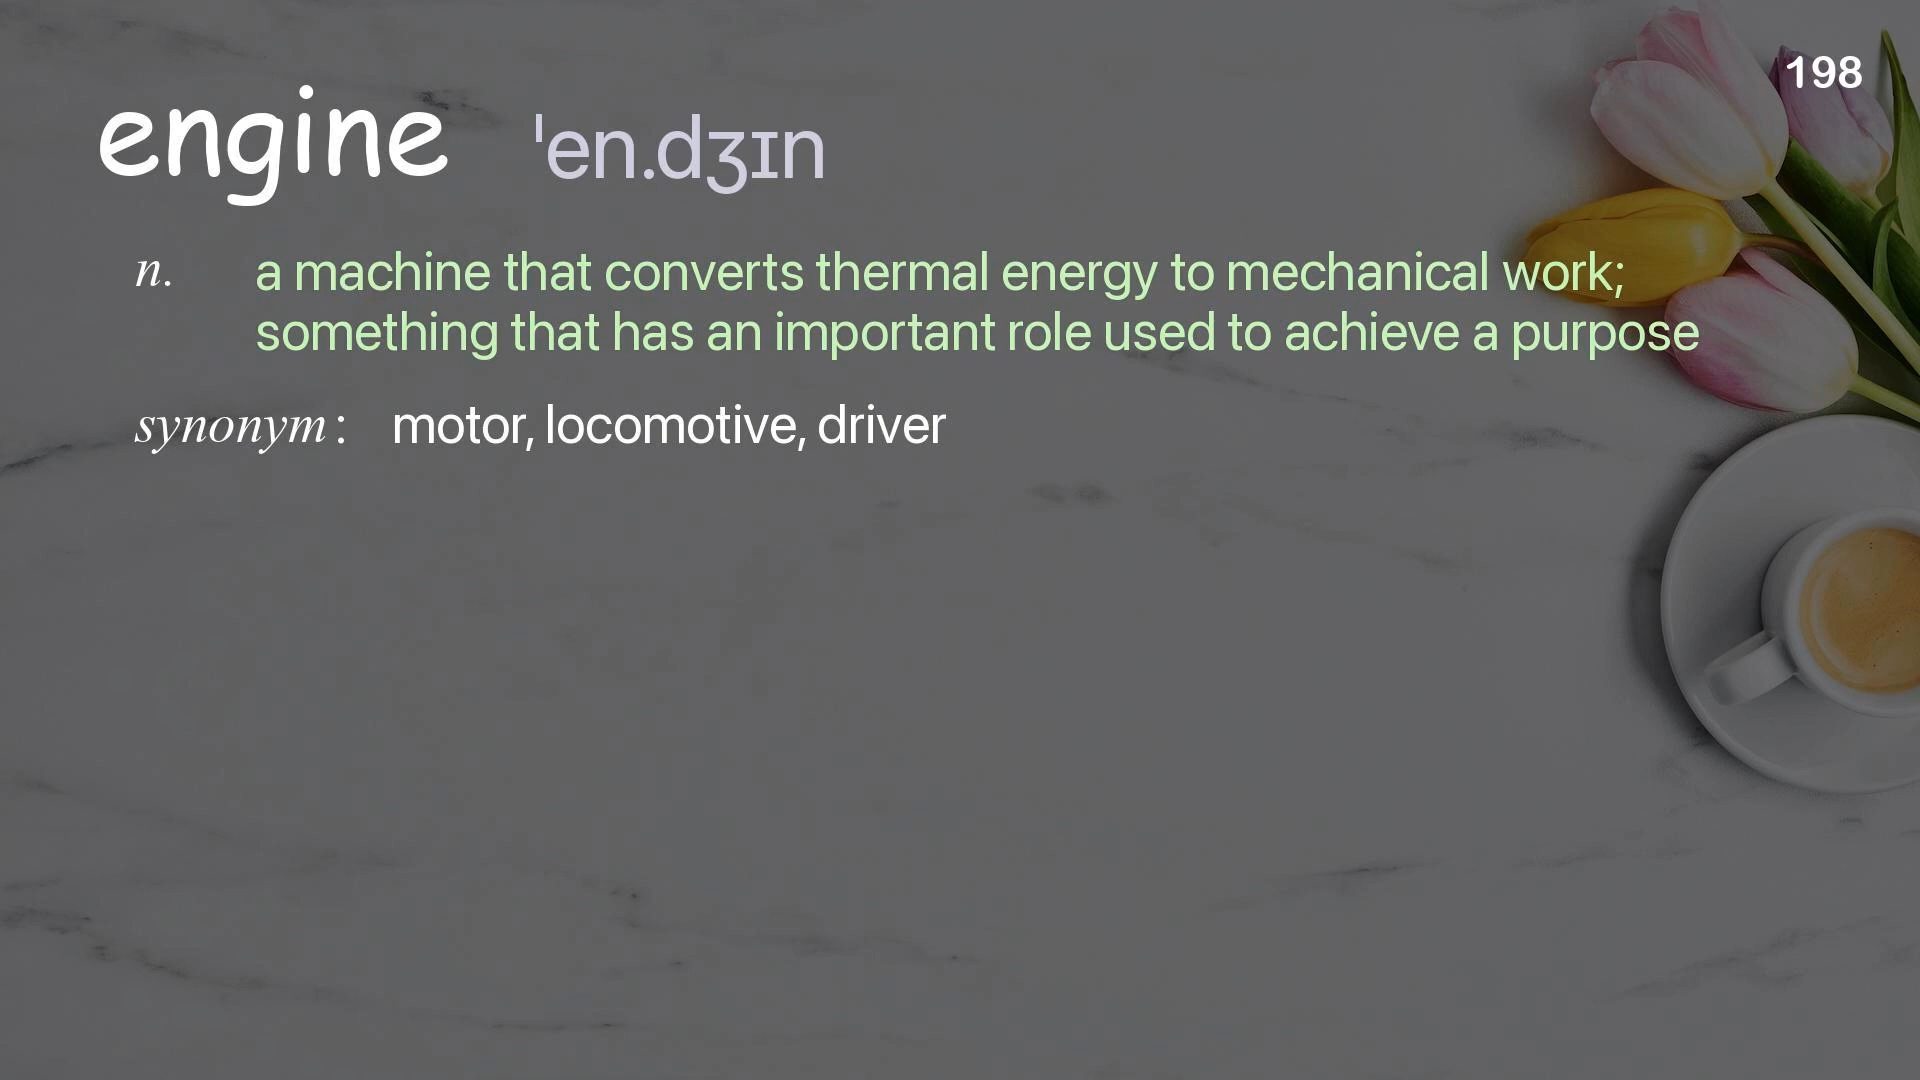 198
engine ˈen.dʒɪn
n. a machine that converts thermal energy to mechanical work;
something that has an important role used to achieve a purpose
synonym: motor, locomotive, driver